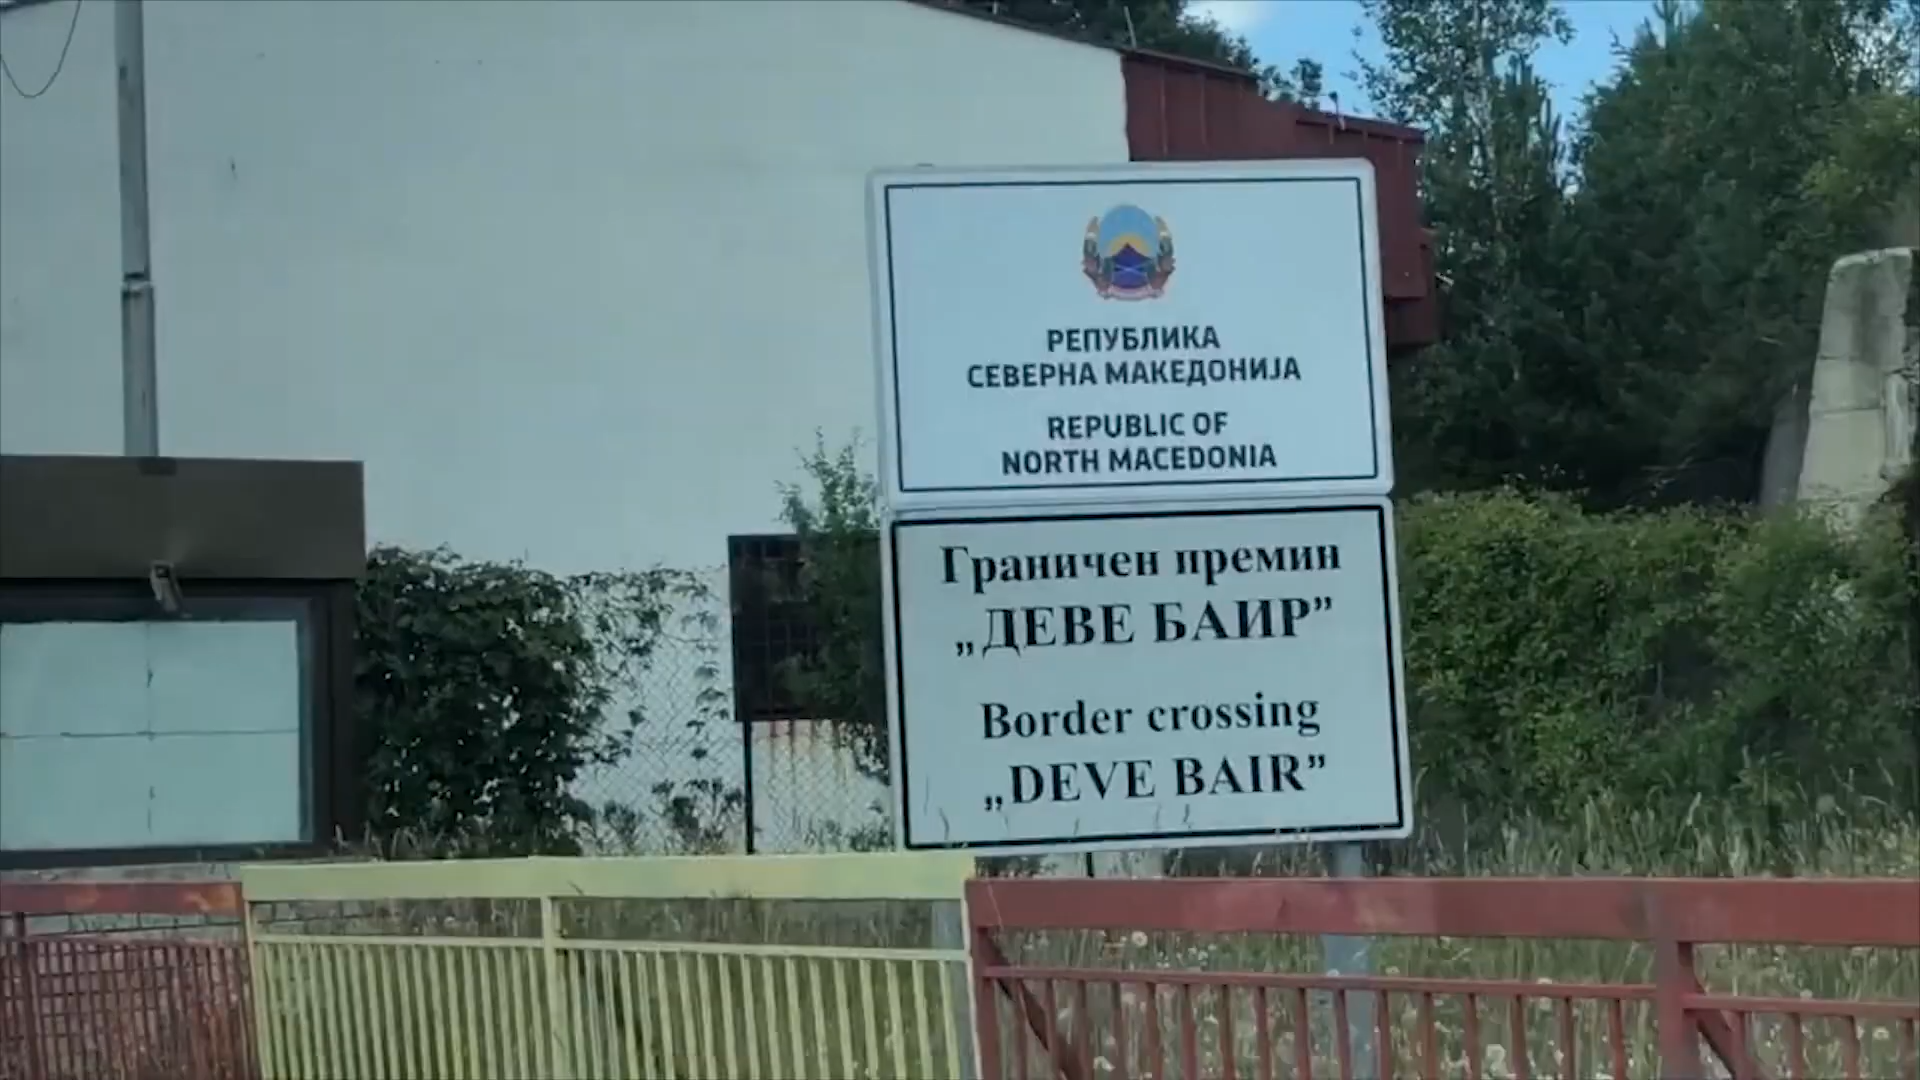 РЕПУБЛИКА
СЕВЕРНА МАКЕДОНИЈА
REPUBLIC OF
NORTH MACEDONIA
Граничен премин
„ДЕВЕ БАИР”
Border crossing
„DEVE BAIR”